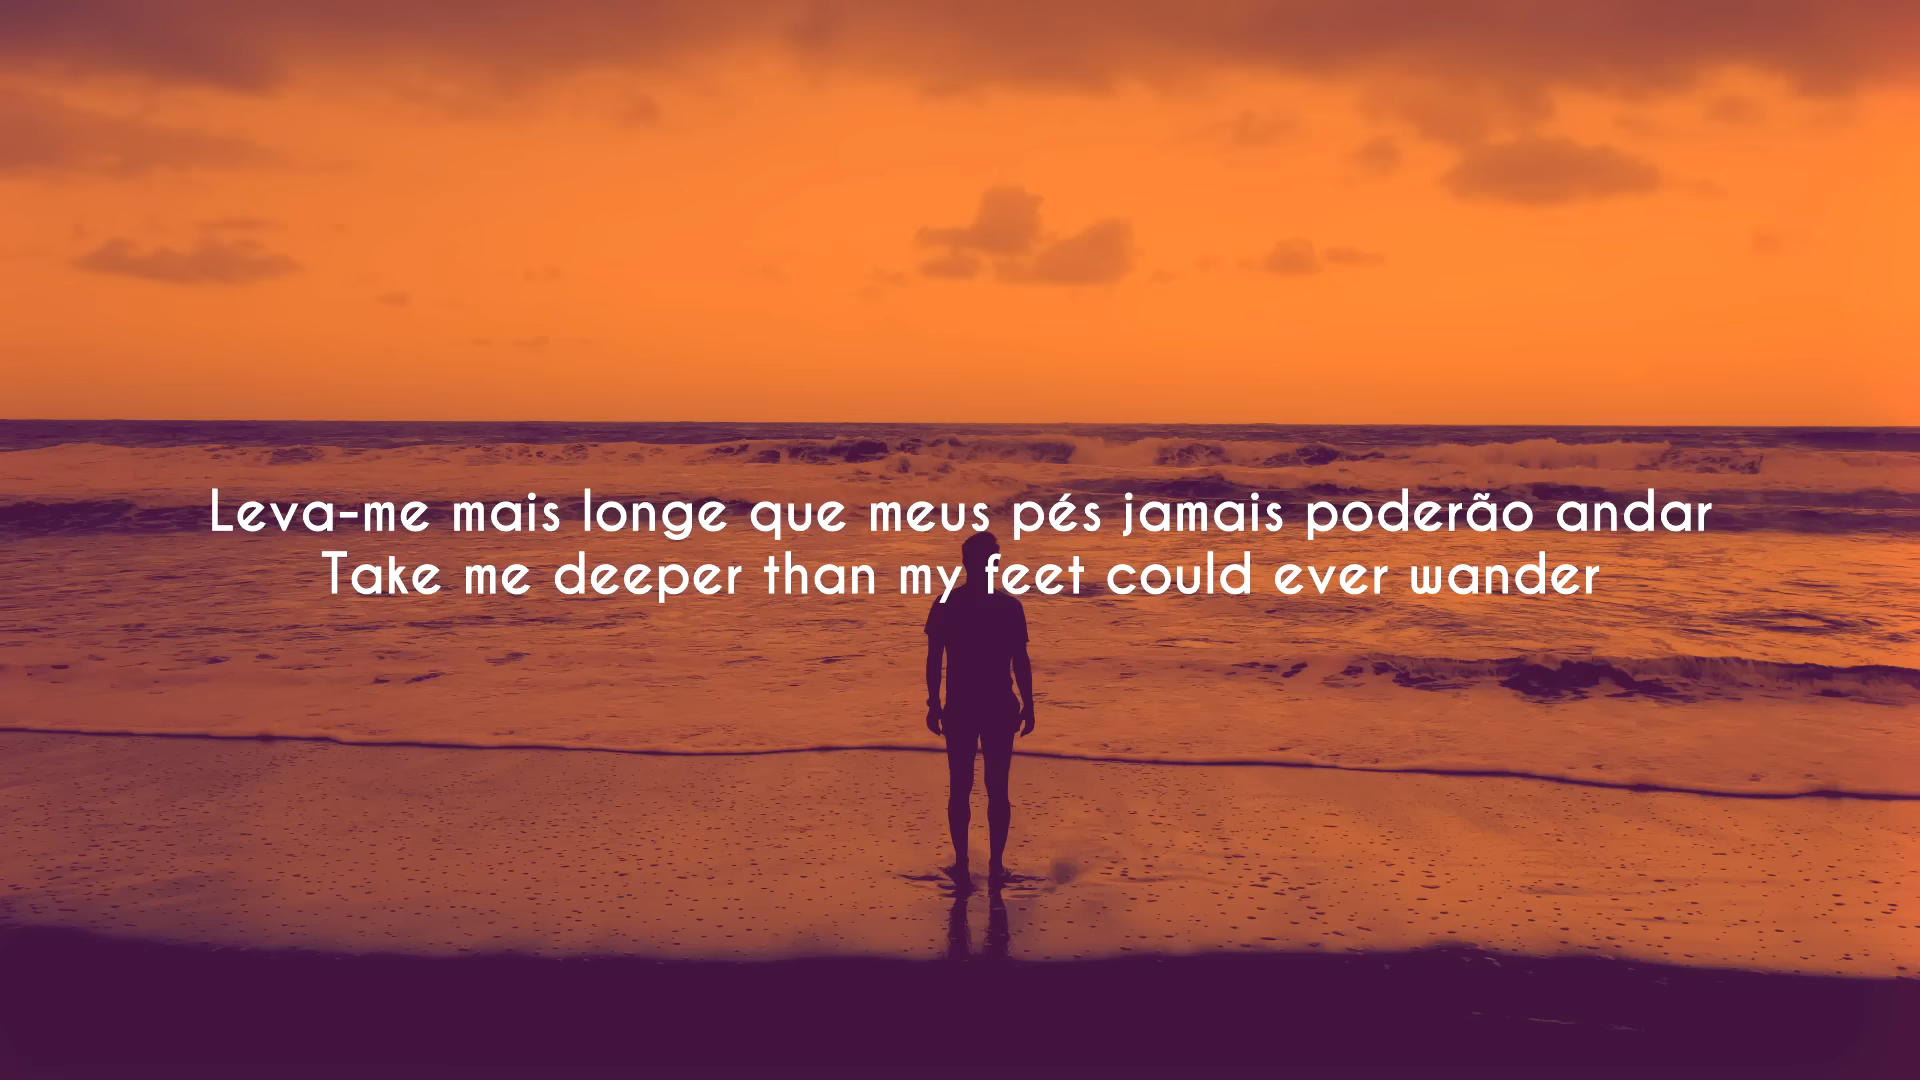 Leva-me mais longe que meus pés jamais poderão andar
Take me deeper than my feet could ever wander